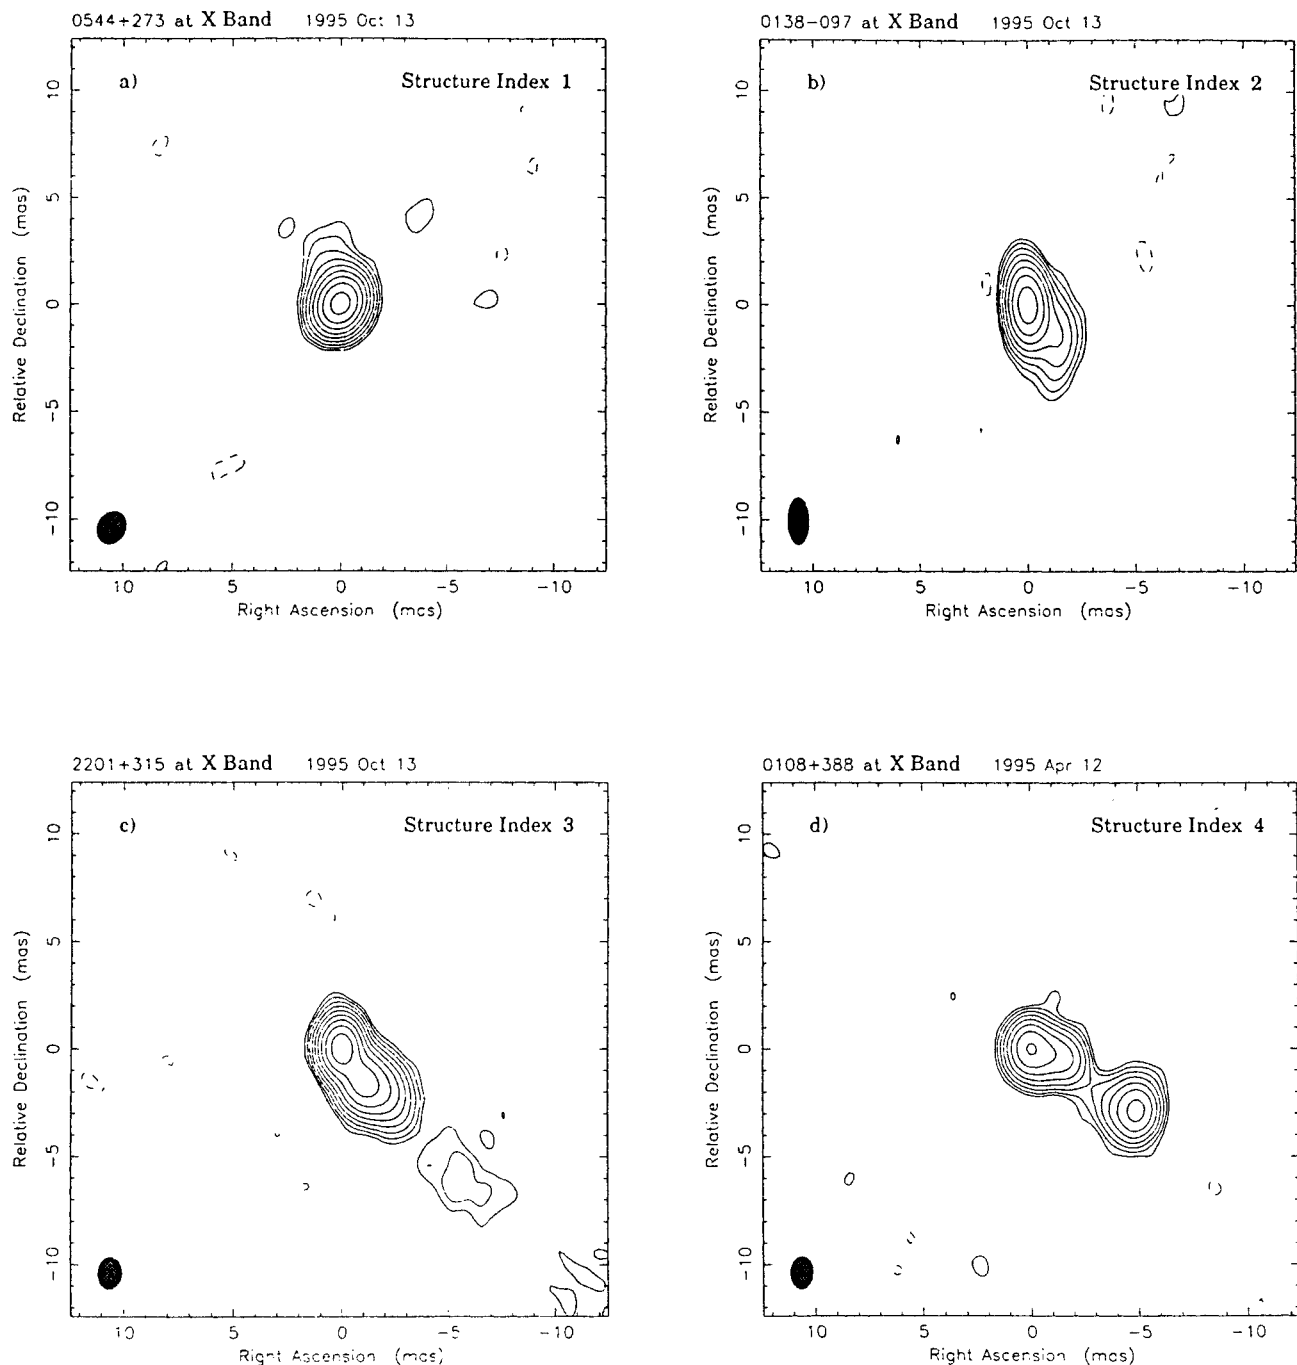 0544+273 at X Band 1995 Oct 13
a)
Structure Index 1
10
5
0
-5
-10
Relative Declination (mas)
10 5 0 -5 -10
Right Ascension (mas)
0138-097 at X Band 1995 Oct 13
b)
Structure Index 2
10
5
0
-5
-10
Relative Declination (mas)
10 5 0 -5 -10
Right Ascension (mas)
2201+315 at X Band 1995 Oct 13
c)
Structure Index 3
10
5
0
-5
-10
Relative Declination (mas)
10 5 0 -5 -10
Right Ascension (mas)
0108+388 at X Band 1995 Apr 12
d)
Structure Index 4
10
5
0
-5
-10
Relative Declination (mas)
10 5 0 -5 -10
Right Ascension (mas)